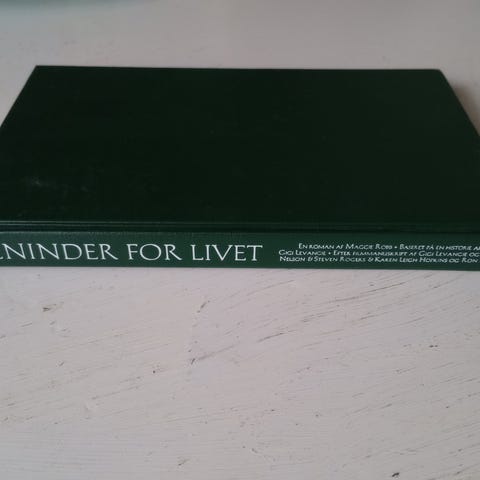 ENINDER FOR LIVET
EN ROMAN AF MAGGIE ROBB • BASERET PÅ EN HISTORIE AF
GIGI LEVANGIE • EFTER FILMMANUSKRIPT AF GIGI LEVANGIE OG
NELSON & STEVEN ROGERS & KAREN LEIGH HOPKINS OG RON